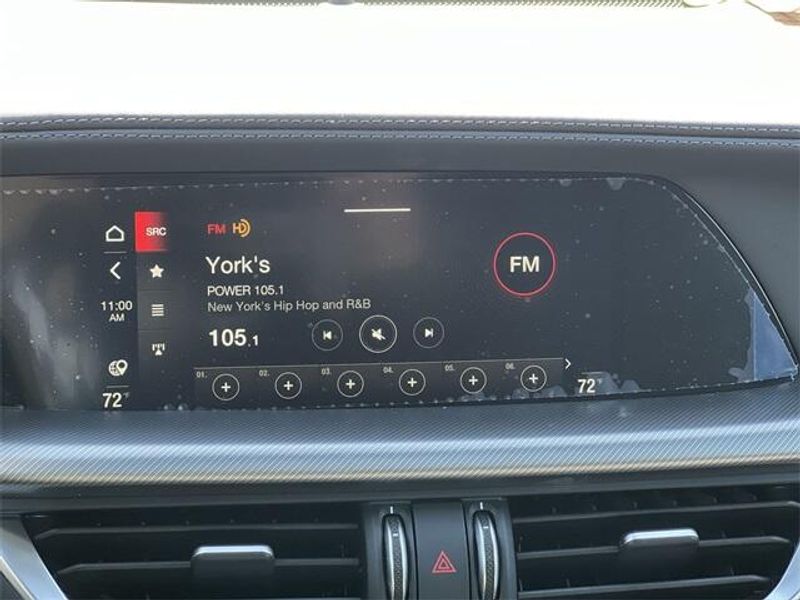 SRC
FM HD
York's
POWER 105.1
New York's Hip Hop and R&B
105.1
11:00
AM
FM
01. 02. 03. 04. 05. 06.
72° 72°